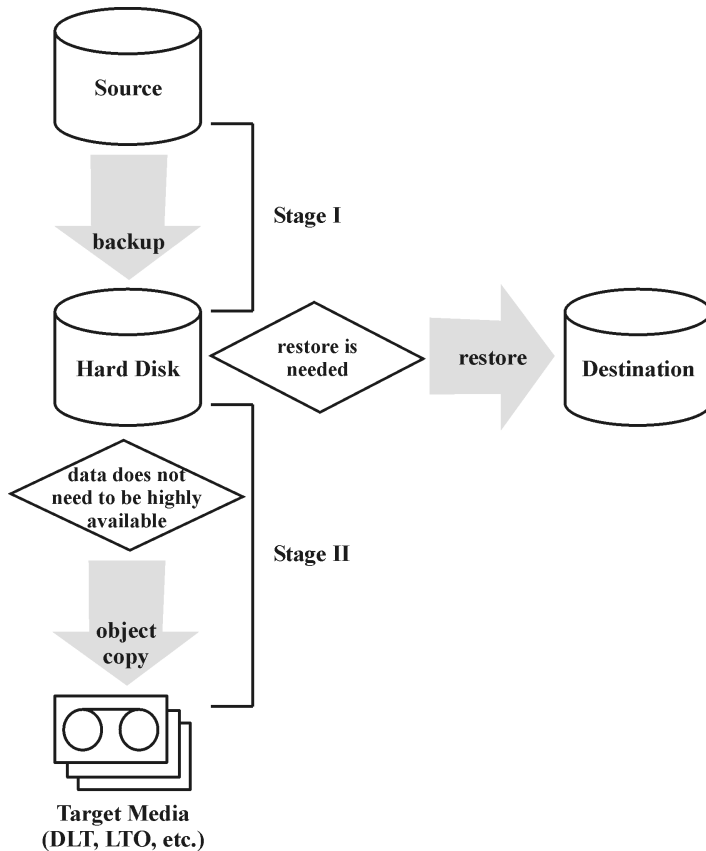 Source
Stage I
backup
Hard Disk
restore is
needed
restore
Destination
data does not
need to be highly
available
Stage II
object
copy
Target Media
(DLT, LTO, etc.)